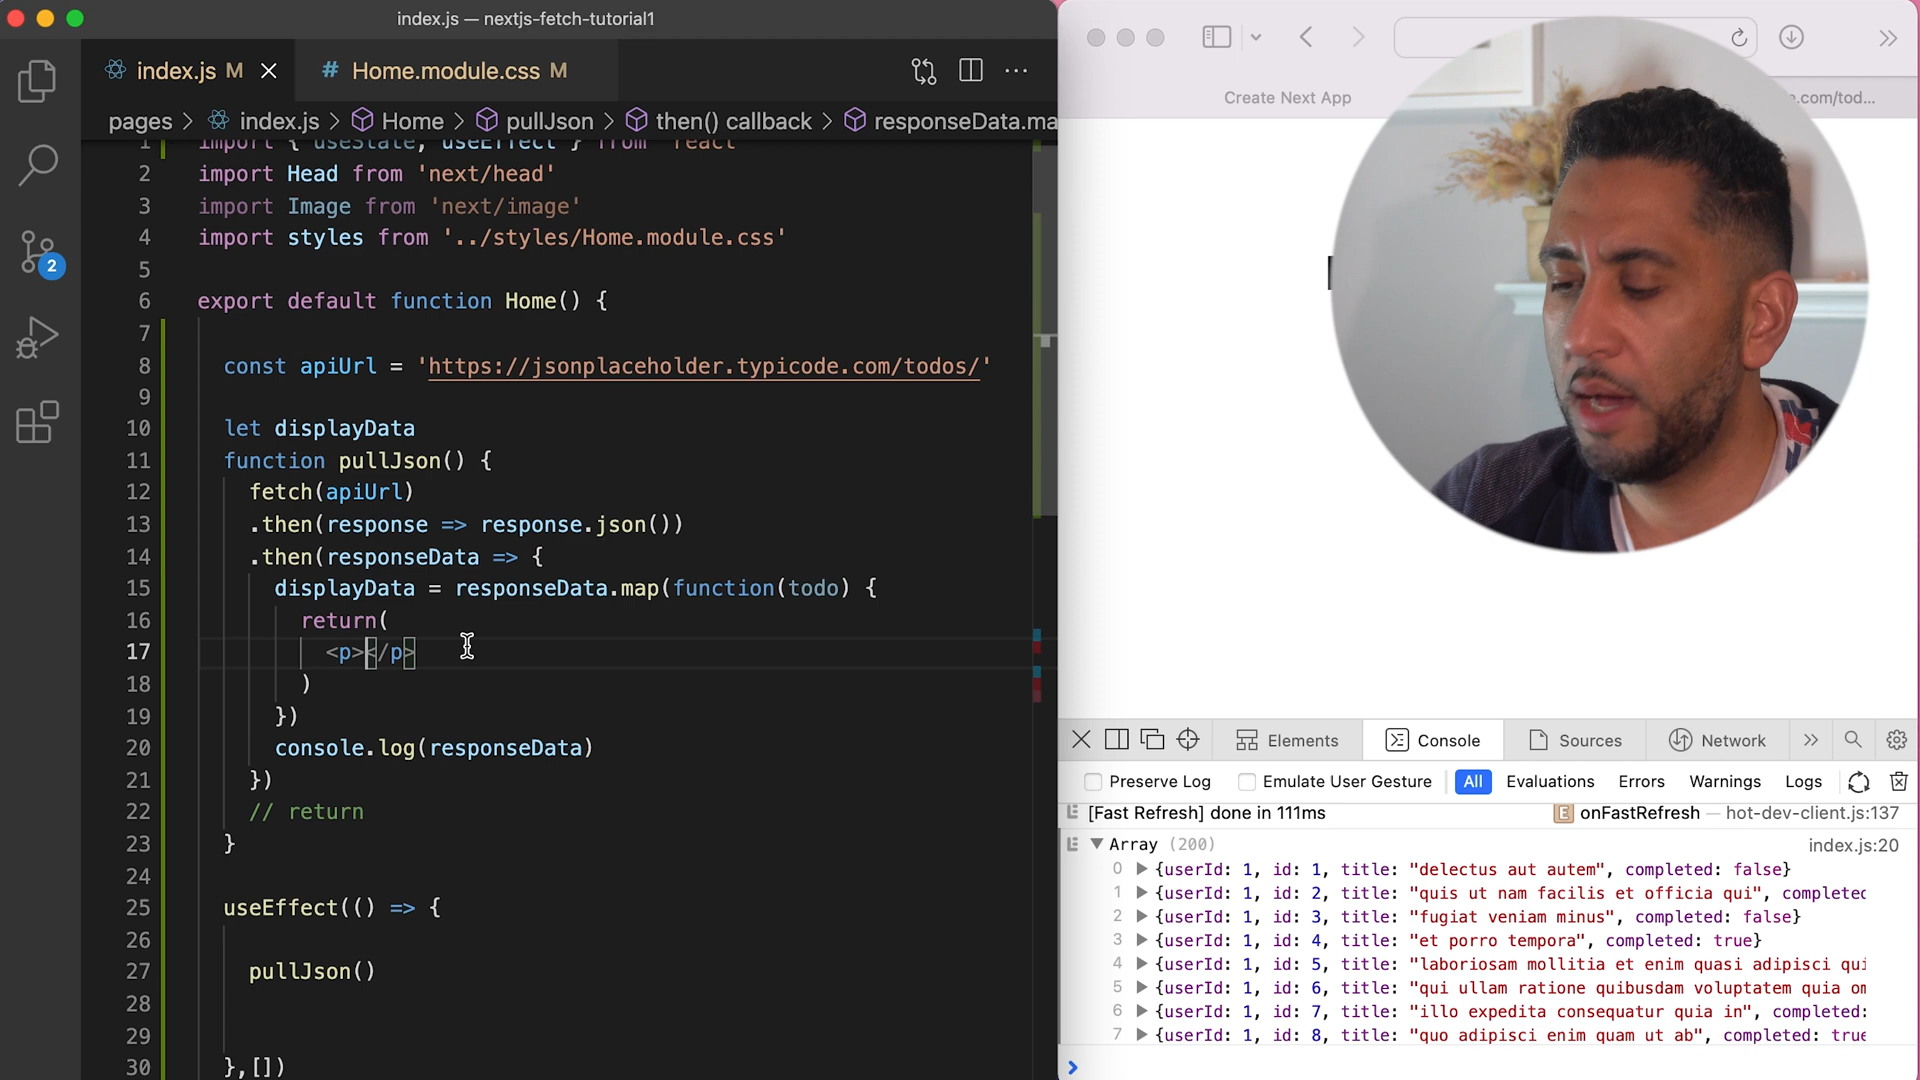 index.js — nextjs-fetch-tutorial1
index.js M
# Home.module.css M
pages > index.js > Home > pullJson > then() callback > responseData.ma
1 import { useState, useEffect } from 'react'
2 import Head from 'next/head'
3 import Image from 'next/image'
4 import styles from '../styles/Home.module.css'
5
6 export default function Home() {
7
8 const apiUrl = 'https://jsonplaceholder.typicode.com/todos/'
9
10 let displayData
11 function pullJson() {
12 fetch(apiUrl)
13 .then(response => response.json())
14 .then(responseData => {
15 displayData = responseData.map(function(todo) {
16 return(
17 <p></p>
18 )
19 })
20 console.log(responseData)
21 })
22 // return
23 }
24
25 useEffect(() => {
26
27 pullJson()
28
29
30 },[])
2
Create Next App
e.com/tod...
Elements
Console
Sources
Network
Preserve Log
Emulate User Gesture
All
Evaluations
Errors
Warnings
Logs
[Fast Refresh] done in 111ms
E onFastRefresh — hot-dev-client.js:137
Array (200)
index.js:20
0 {userId: 1, id: 1, title: "delectus aut autem", completed: false}
1 {userId: 1, id: 2, title: "quis ut nam facilis et officia qui", completed
2 {userId: 1, id: 3, title: "fugiat veniam minus", completed: false}
3 {userId: 1, id: 4, title: "et porro tempora", completed: true}
4 {userId: 1, id: 5, title: "laboriosam mollitia et enim quasi adipisci qui
5 {userId: 1, id: 6, title: "qui ullam ratione quibusdam voluptatem quia om
6 {userId: 1, id: 7, title: "illo expedita consequatur quia in", completed:
7 {userId: 1, id: 8, title: "quo adipisci enim quam ut ab", completed: true